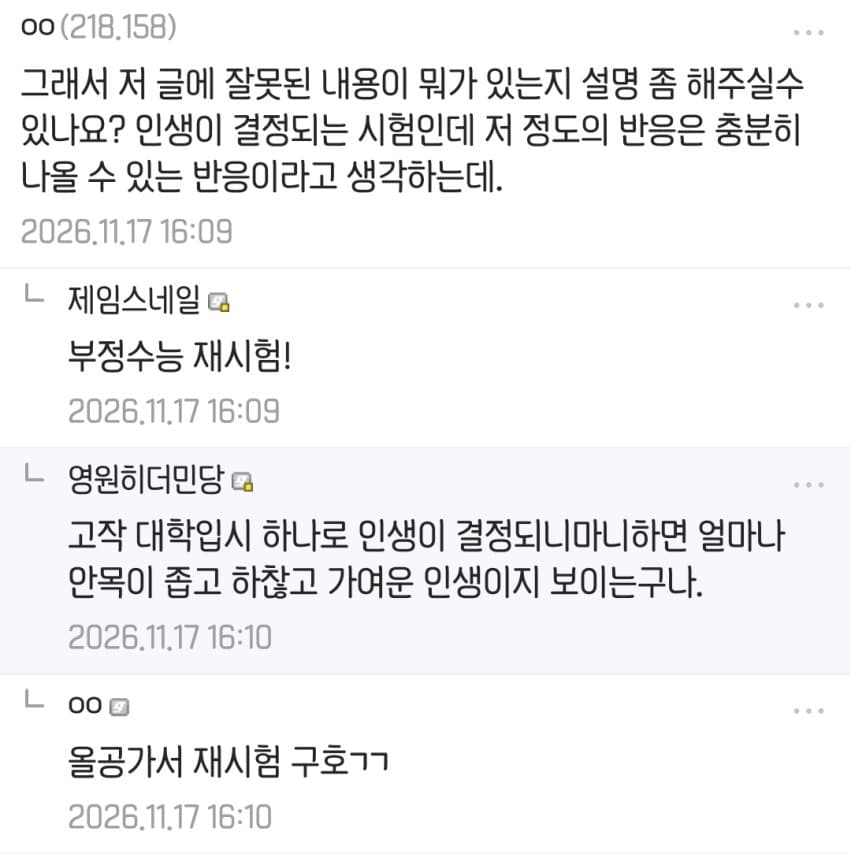 ㅇㅇ(218.158)
그래서 저 글에 잘못된 내용이 뭐가 있는지 설명 좀 해주실수
있나요? 인생이 결정되는 시험인데 저 정도의 반응은 충분히
나올 수 있는 반응이라고 생각하는데.
2026.11.17 16:09
제임스네일
부정수능 재시험!
2026.11.17 16:09
영원히더민당
고작 대학입시 하나로 인생이 결정되니마니하면 얼마나
안목이 좁고 하찮고 가여운 인생이지 보이는구나.
2026.11.17 16:10
ㅇㅇ
올공가서 재시험 구호ㄱㄱ
2026.11.17 16:10